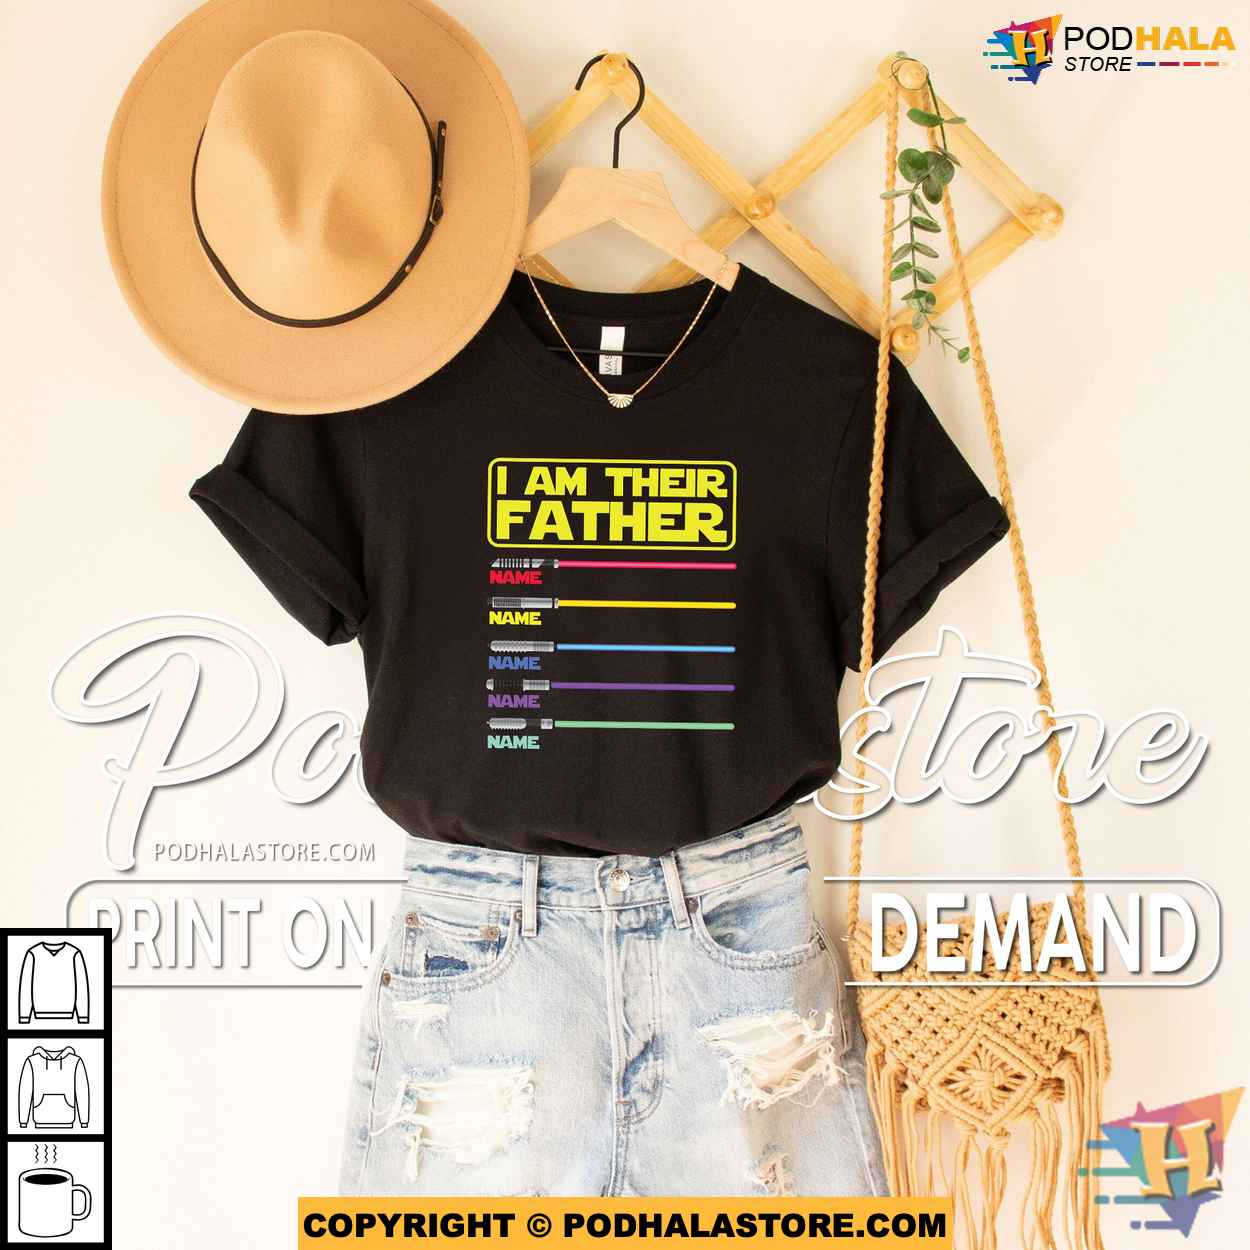 PODHALA
STORE
I AM THEIR
FATHER
NAME
NAME
NAME
NAME
NAME
PODHALASTORE.COM
PRINT ON DEMAND
COPYRIGHT © PODHALASTORE.COM